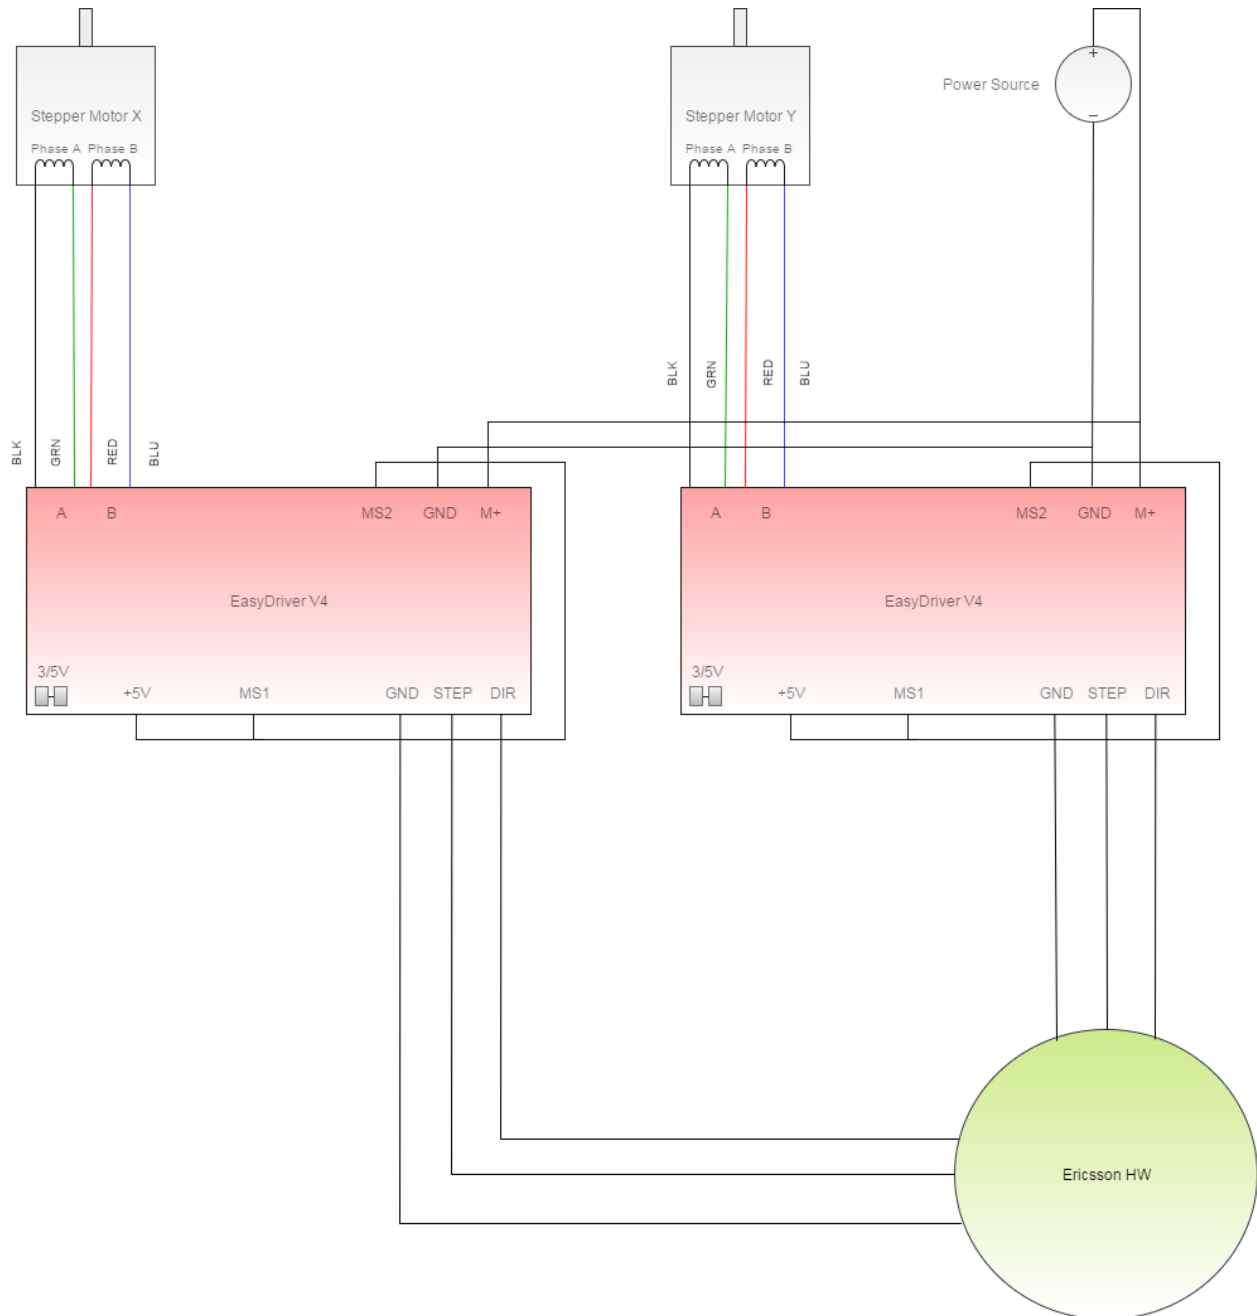 Power Source
+
−
Stepper Motor X
Phase A Phase B
Stepper Motor Y
Phase A Phase B
BLK
GRN
RED
BLU
BLK
GRN
RED
BLU
A B MS2 GND M+
EasyDriver V4
3/5V
+5V MS1 GND STEP DIR
A B MS2 GND M+
EasyDriver V4
3/5V
+5V MS1 GND STEP DIR
Ericsson HW